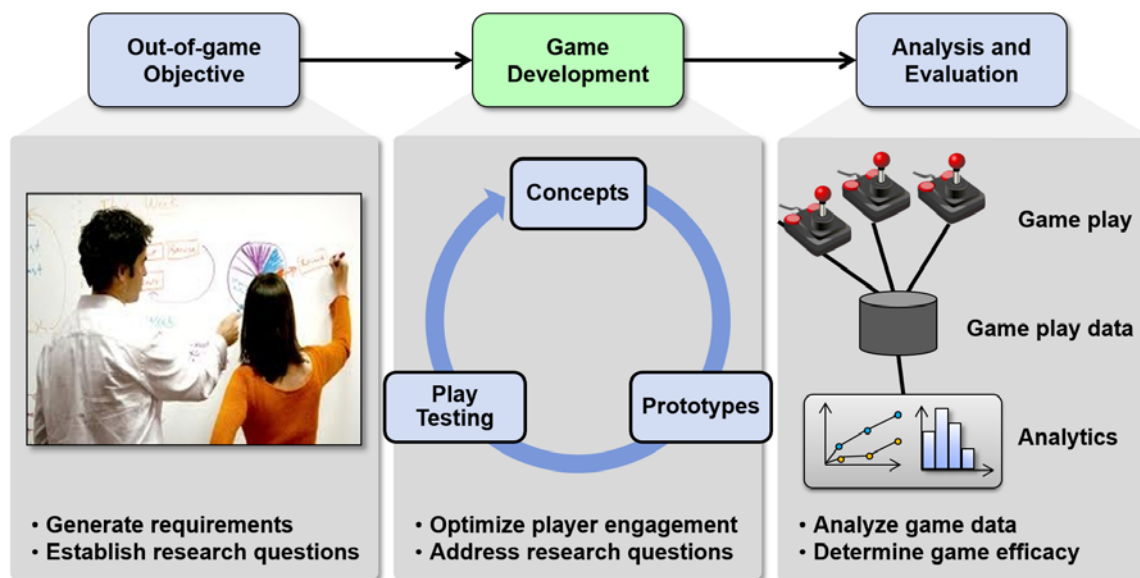 Out-of-game
Objective
Game
Development
Analysis and
Evaluation
Concepts
Play
Testing
Prototypes
Game play
Game play data
Analytics
• Generate requirements
• Establish research questions
• Optimize player engagement
• Address research questions
• Analyze game data
• Determine game efficacy